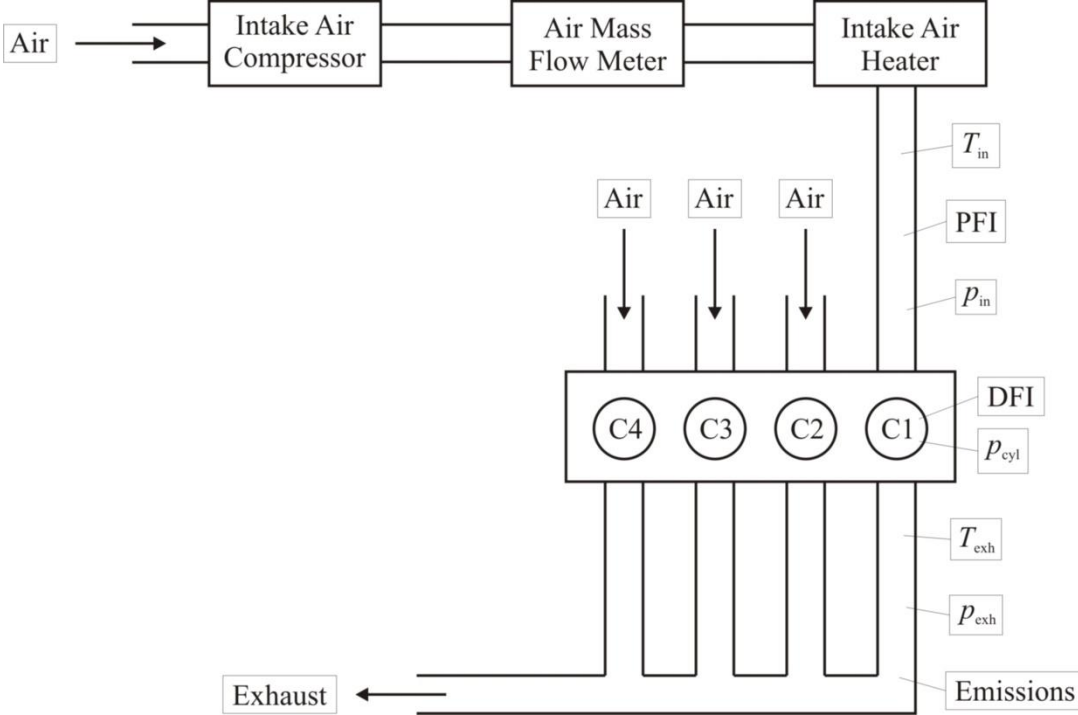 Air
Intake Air
Compressor
Air Mass
Flow Meter
Intake Air
Heater
T_in
PFI
p_in
Air
Air
Air
C4
C3
C2
C1
DFI
p_cyl
T_exh
p_exh
Emissions
Exhaust